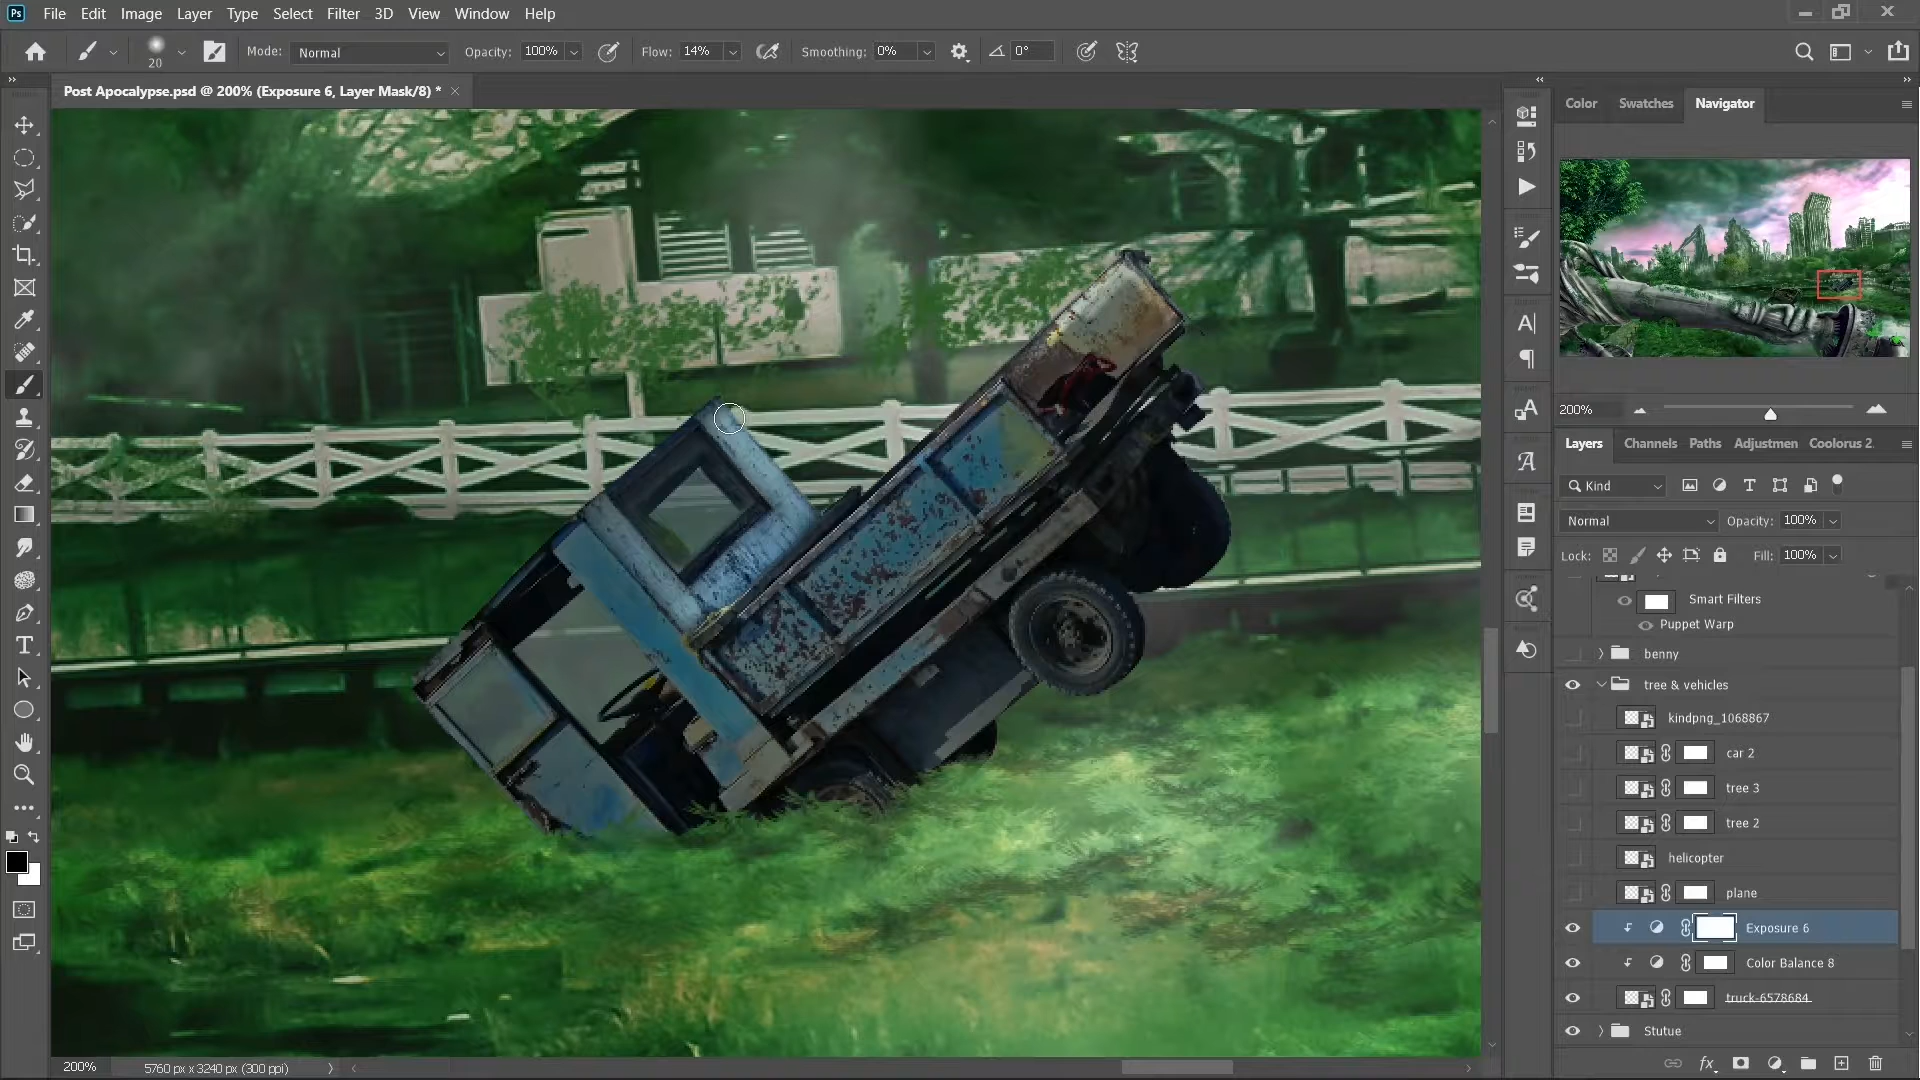 Ps File Edit Image Layer Type Select Filter 3D View Window Help
20 Mode: Normal Opacity: 100% Flow: 14% Smoothing: 0% 0°
Post Apocalypse.psd @ 200% (Exposure 6, Layer Mask/8) *
Color Swatches Navigator
200%
Layers Channels Paths Adjustmen Coolorus 2.
Kind
Normal Opacity: 100%
Lock: Fill: 100%
Smart Filters
Puppet Warp
benny
tree & vehicles
kindpng_1068867
car 2
tree 3
tree 2
helicopter
plane
Exposure 6
Color Balance 8
truck-6578684
Stutue
200% 5760 px x 3240 px (300 ppi)